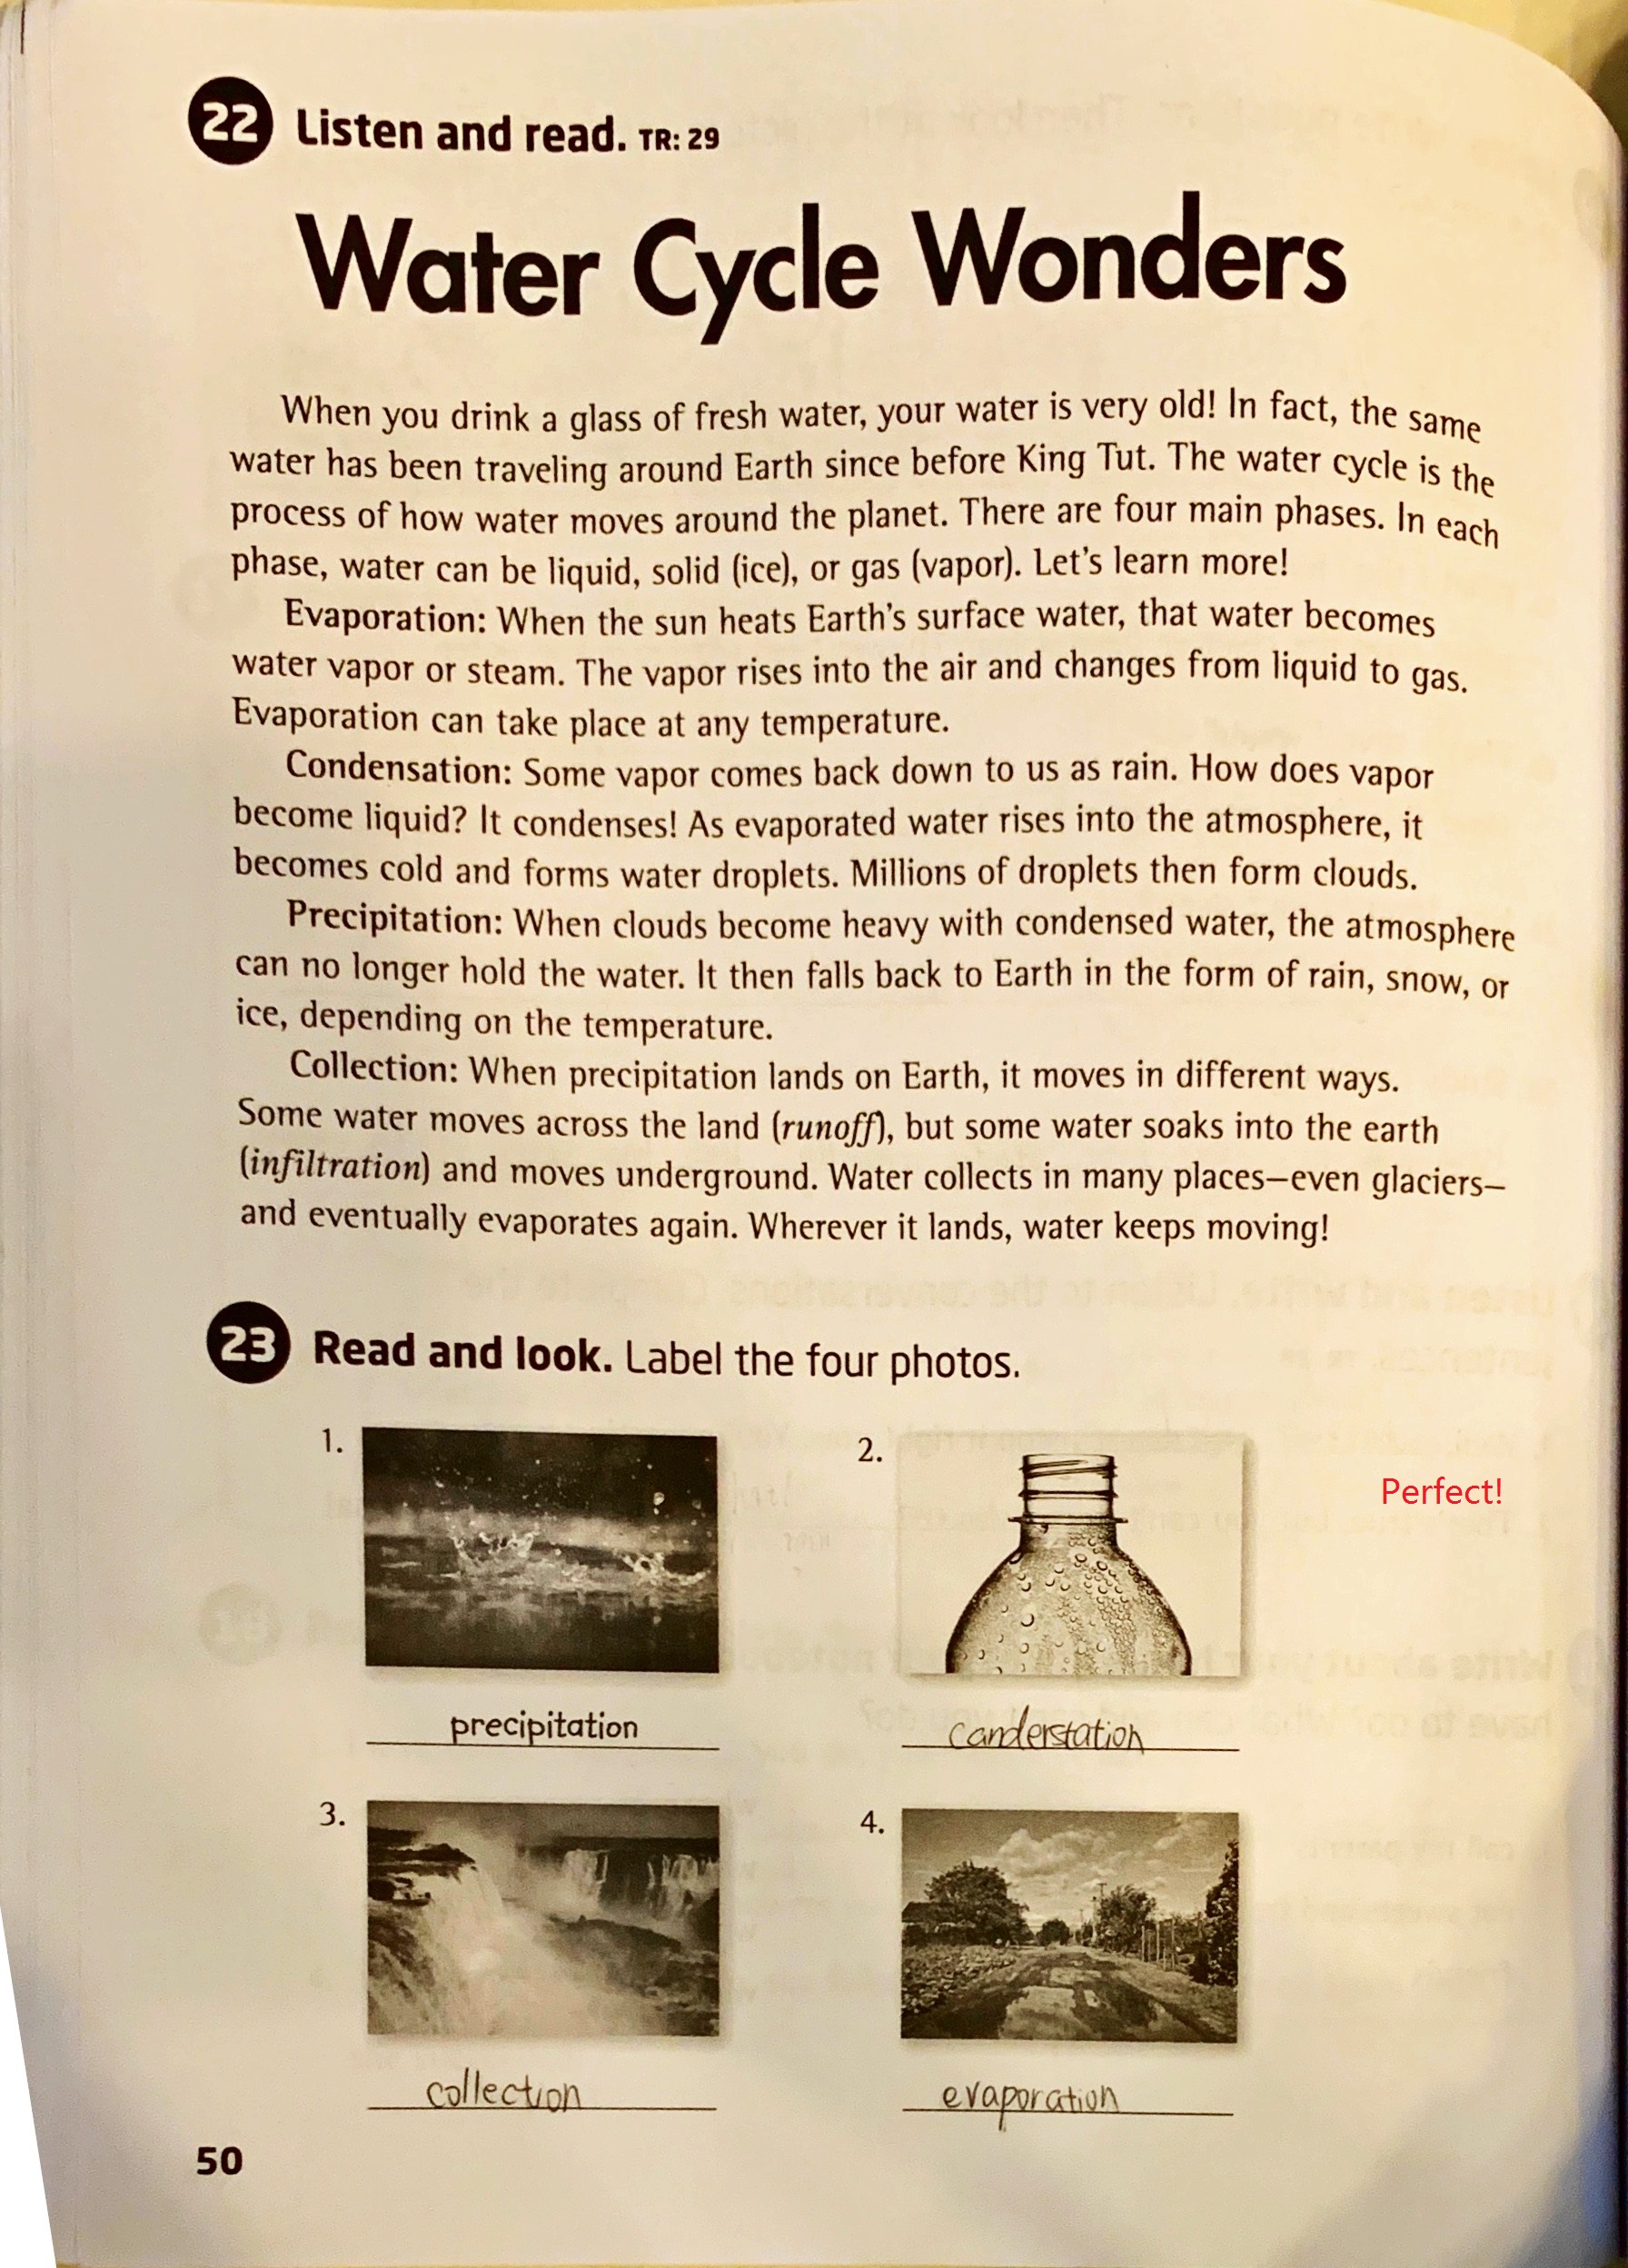 22 Listen and read. TR: 29
Water Cycle Wonders
When you drink a glass of fresh water, your water is very old! In fact, the same
water has been traveling around Earth since before King Tut. The water cycle is the
process of how water moves around the planet. There are four main phases. In each
phase, water can be liquid, solid (ice), or gas (vapor). Let's learn more!
Evaporation: When the sun heats Earth's surface water, that water becomes
water vapor or steam. The vapor rises into the air and changes from liquid to gas.
Evaporation can take place at any temperature.
Condensation: Some vapor comes back down to us as rain. How does vapor
become liquid? It condenses! As evaporated water rises into the atmosphere, it
becomes cold and forms water droplets. Millions of droplets then form clouds.
Precipitation: When clouds become heavy with condensed water, the atmosphere
can no longer hold the water. It then falls back to Earth in the form of rain, snow, or
ice, depending on the temperature.
Collection: When precipitation lands on Earth, it moves in different ways.
Some water moves across the land (runoff), but some water soaks into the earth
(infiltration) and moves underground. Water collects in many places—even glaciers—
and eventually evaporates again. Wherever it lands, water keeps moving!
23 Read and look. Label the four photos.
1.
2.
Perfect!
precipitation
canderstation
3.
4.
collection
evaporation
50